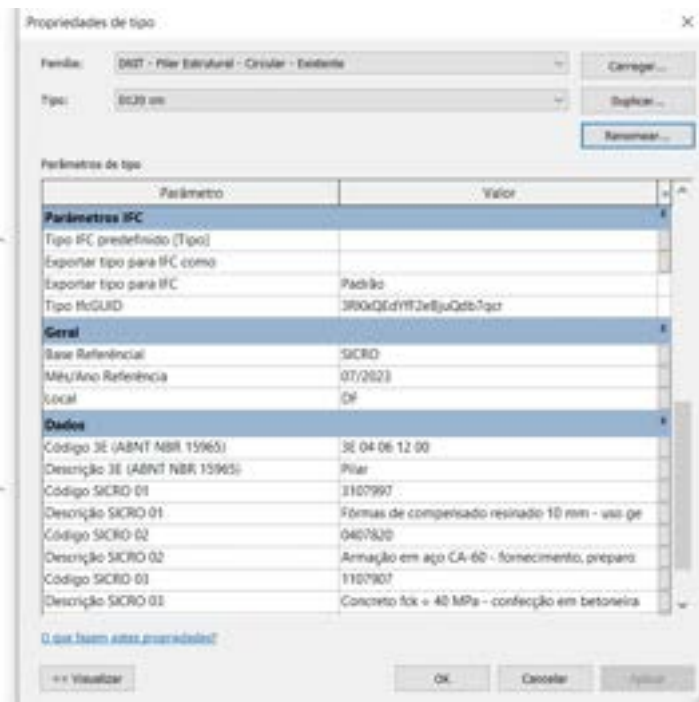 Propriedades de tipo
Família: DNIT - Pilar Estrutural - Circular - Existente
Carregar...
Tipo:
Duplicar...
Renomear...
Parâmetros de tipo
Parâmetro Valor
Parâmetros IFC
Tipo IFC predefinido [Tipo]
Exportar tipo para IFC como
Exportar tipo para IFC Padrão
Tipo IfcGUID
Geral
Base Referêncial SICRO
Mês/Ano Referência 07/2023
Local DF
Dados
Código 3E (ABNT NBR 15965) 3E 04 06 12 00
Descrição 3E (ABNT NBR 15965) Pilar
Código SICRO 01 3107997
Descrição SICRO 01 Fôrmas de compensado resinado 10 mm - uso ge
Código SICRO 02 0407820
Descrição SICRO 02 Armação em aço CA-60 - fornecimento, preparo
Código SICRO 03 1107907
Descrição SICRO 03 Concreto fck = 40 MPa - confecção em betoneira
O que fazem estas propriedades?
<< Visualizar
OK
Cancelar
Aplicar